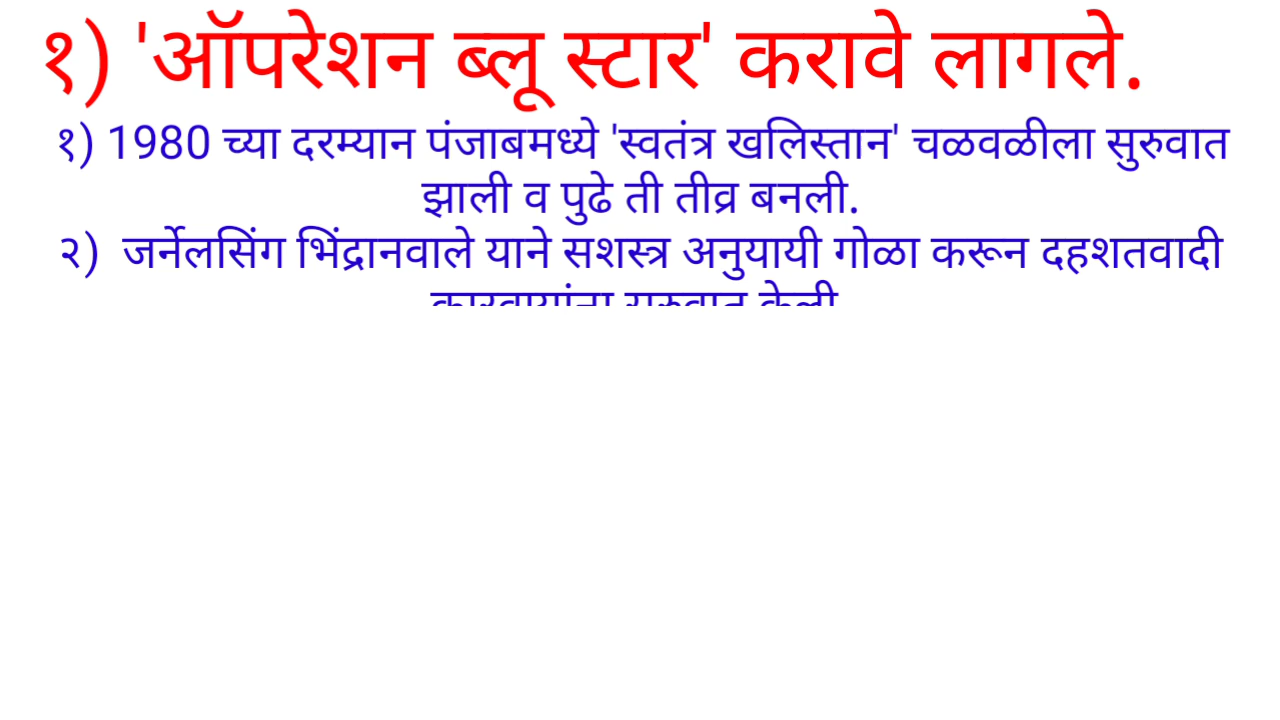 १) 'ऑपरेशन ब्लू स्टार' करावे लागले.
१) 1980 च्या दरम्यान पंजाबमध्ये 'स्वतंत्र खलिस्तान' चळवळीला सुरुवात
झाली व पुढे ती तीव्र बनली.
२) जर्नेलसिंग भिंद्रानवाले याने सशस्त्र अनुयायी गोळा करून दहशतवादी
कारवायांना सुरुवात केली